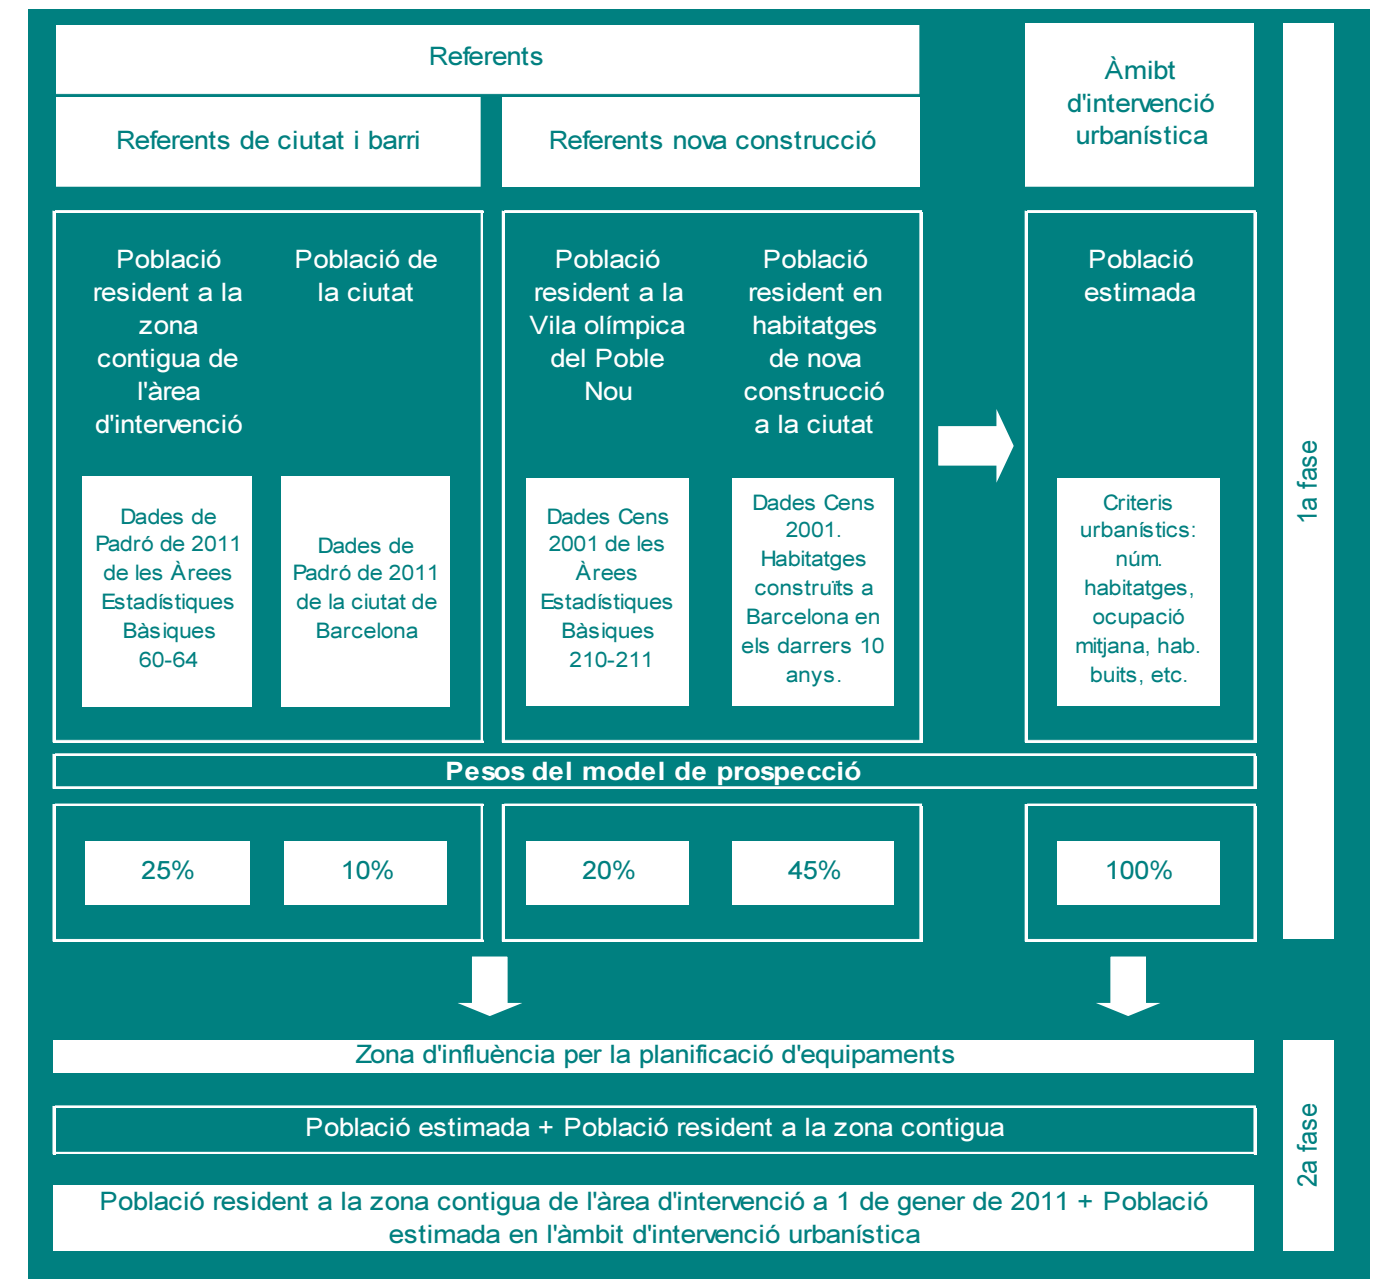 Referents
Referents de ciutat i barri
Referents nova construcció
Àmibt
d'intervenció
urbanística
Població
resident a la
zona
contigua de
l'àrea
d'intervenció
Població de
la ciutat
Població
resident a la
Vila olímpica
del Poble
Nou
Població
resident en
habitatges
de nova
construcció
a la ciutat
Població
estimada
Dades de
Padró de 2011
de les Àrees
Estadístiques
Bàsiques
60-64
Dades de
Padró de 2011
de la ciutat de
Barcelona
Dades Cens
2001 de les
Àrees
Estadístiques
Bàsiques
210-211
Dades Cens
2001.
Habitatges
construïts a
Barcelona en
els darrers 10
anys.
Criteris
urbanístics:
núm.
habitatges,
ocupació
mitjana, hab.
buits, etc.
Pesos del model de prospecció
25%
10%
20%
45%
100%
1a fase
Zona d'influència per la planificació d'equipaments
Població estimada + Població resident a la zona contigua
Població resident a la zona contigua de l'àrea d'intervenció a 1 de gener de 2011 + Població
estimada en l'àmbit d'intervenció urbanística
2a fase